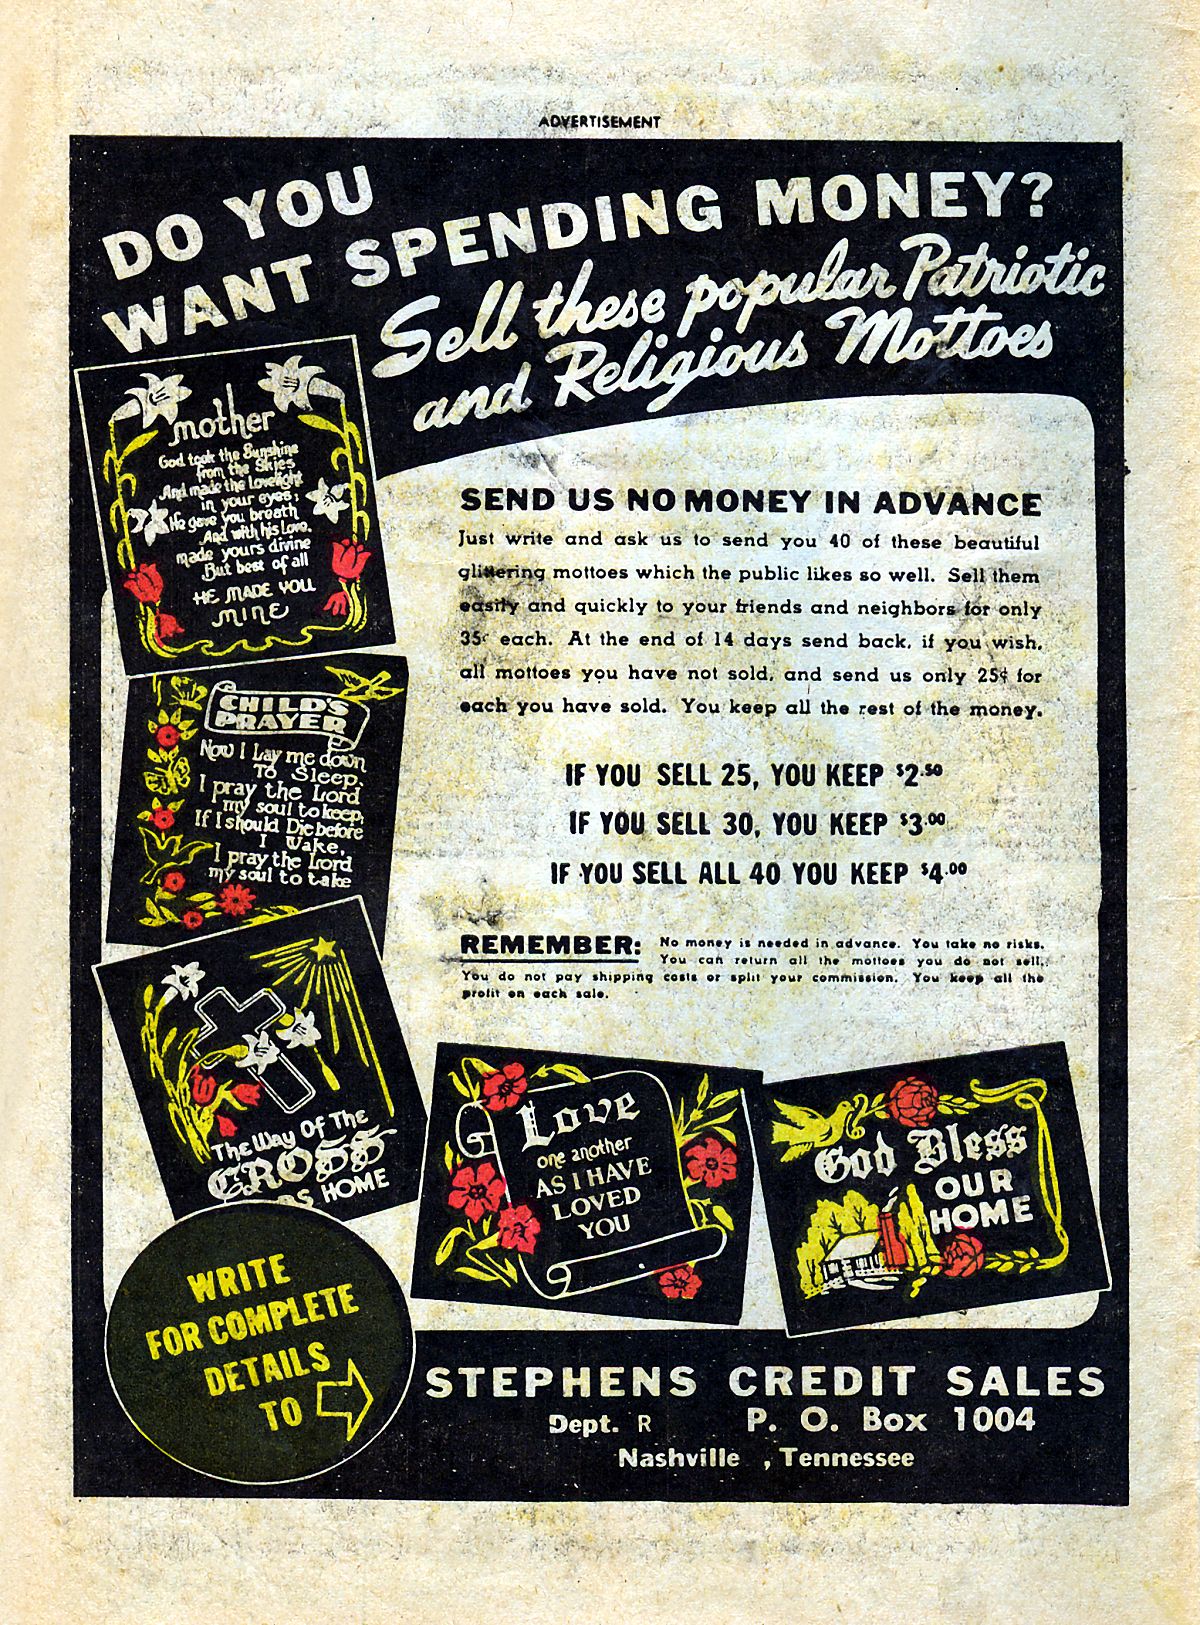 ADVERTISEMENT
DO YOU
WANT SPENDING MONEY?
Sell these popular Patriotic
and Religious Mottoes
mother
God took the Sunshine
from the Skies
And made the Lovelight
in your eyes;
He gave you breath
And with his Love,
made yours divine
But best of all
HE MADE YOU
MINE
CHILD'S
PRAYER
Now I Lay me down
To Sleep,
I pray the Lord
my soul to keep;
If I should Die before
I Wake,
I pray the Lord
my soul to take
The Way Of The
CROSS
DS HOME
SEND US NO MONEY IN ADVANCE
Just write and ask us to send you 40 of these beautiful
glittering mottoes which the public likes so well. Sell them
easily and quickly to your friends and neighbors for only
35¢ each. At the end of 14 days send back, if you wish,
all mottoes you have not sold, and send us only 25¢ for
each you have sold. You keep all the rest of the money.
IF YOU SELL 25, YOU KEEP $2.50
IF YOU SELL 30, YOU KEEP $3.00
IF YOU SELL ALL 40 YOU KEEP $4.00
REMEMBER: No money is needed in advance. You take no risks.
You can return all the mottoes you do not sell.
You do not pay shipping costs or split your commission. You keep all the
profit on each sale.
Love
one another
AS I HAVE
LOVED
YOU
God Bless
OUR
HOME
WRITE
FOR COMPLETE
DETAILS
TO
STEPHENS CREDIT SALES
Dept. R P. O. Box 1004
Nashville , Tennessee